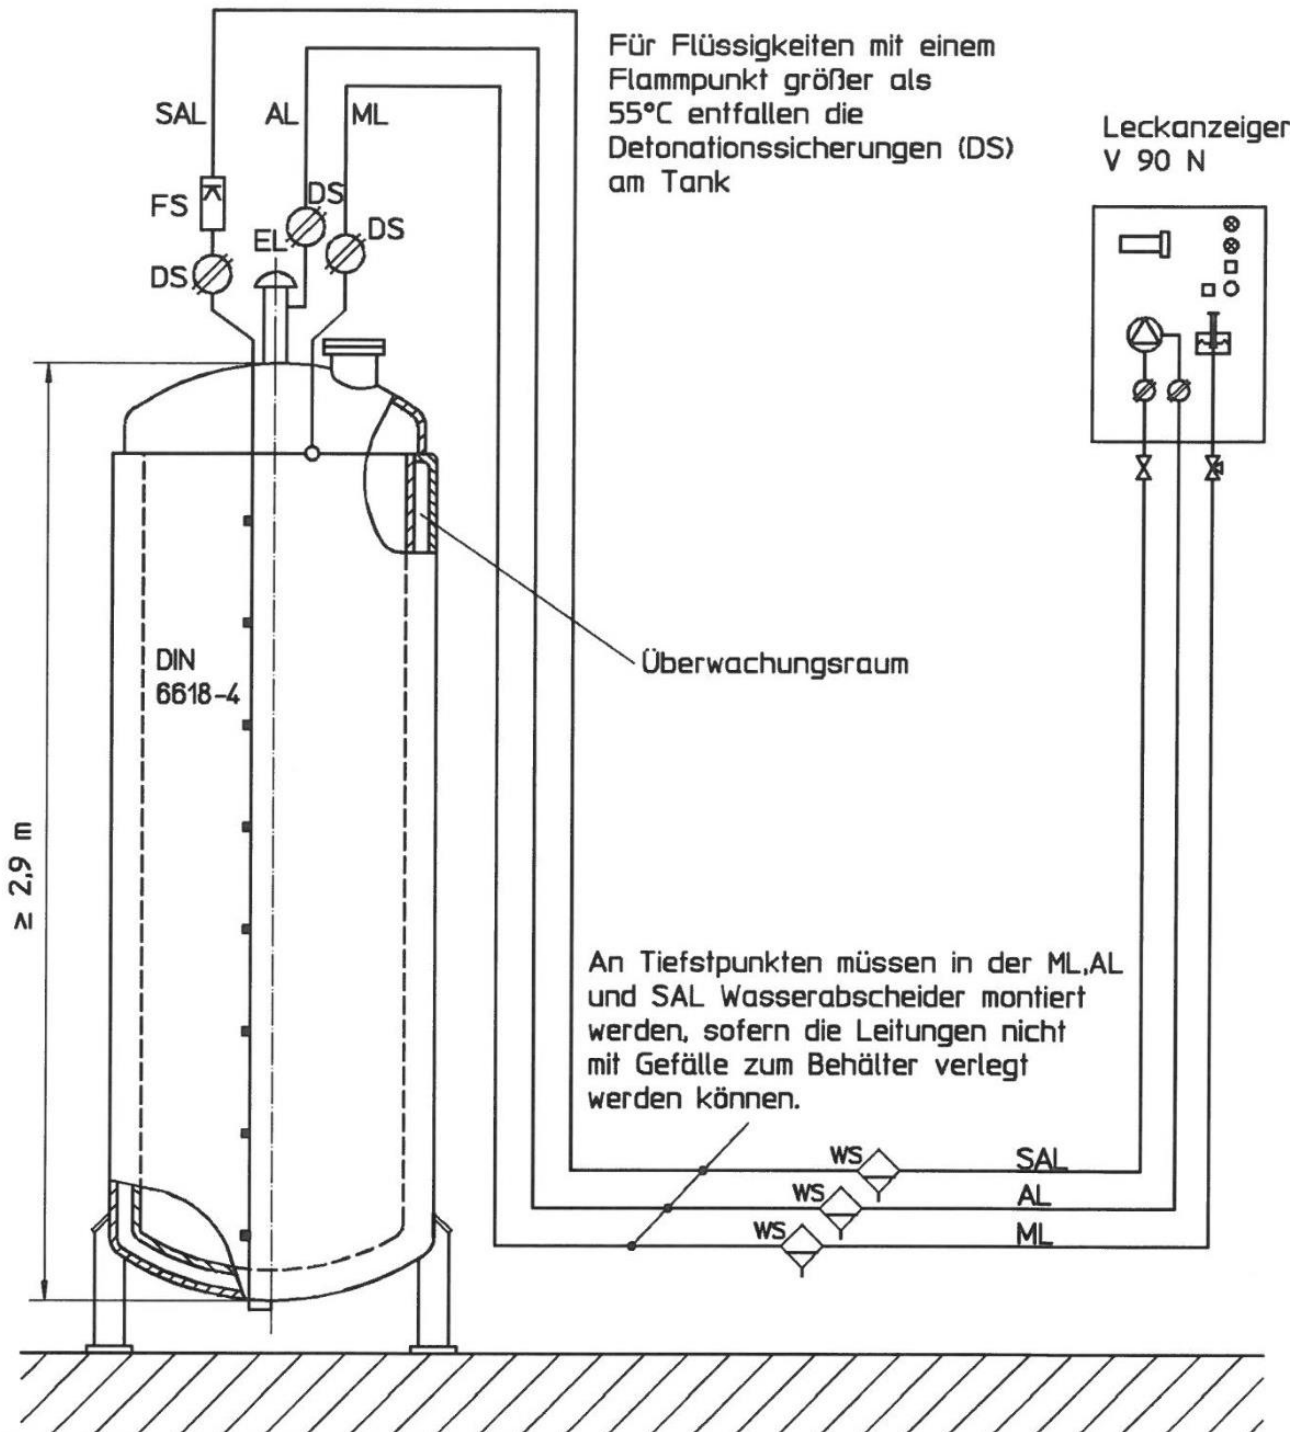 Für Flüssigkeiten mit einem
Flammpunkt größer als
55°C entfallen die
Detonationssicherungen (DS)
am Tank
Leckanzeiger
V 90 N
SAL
AL
ML
FS
DS
EL
DS
DS
DIN
6618-4
Überwachungsraum
≥ 2,9 m
An Tiefstpunkten müssen in der ML,AL
und SAL Wasserabscheider montiert
werden, sofern die Leitungen nicht
mit Gefälle zum Behälter verlegt
werden können.
WS
SAL
WS
AL
WS
ML